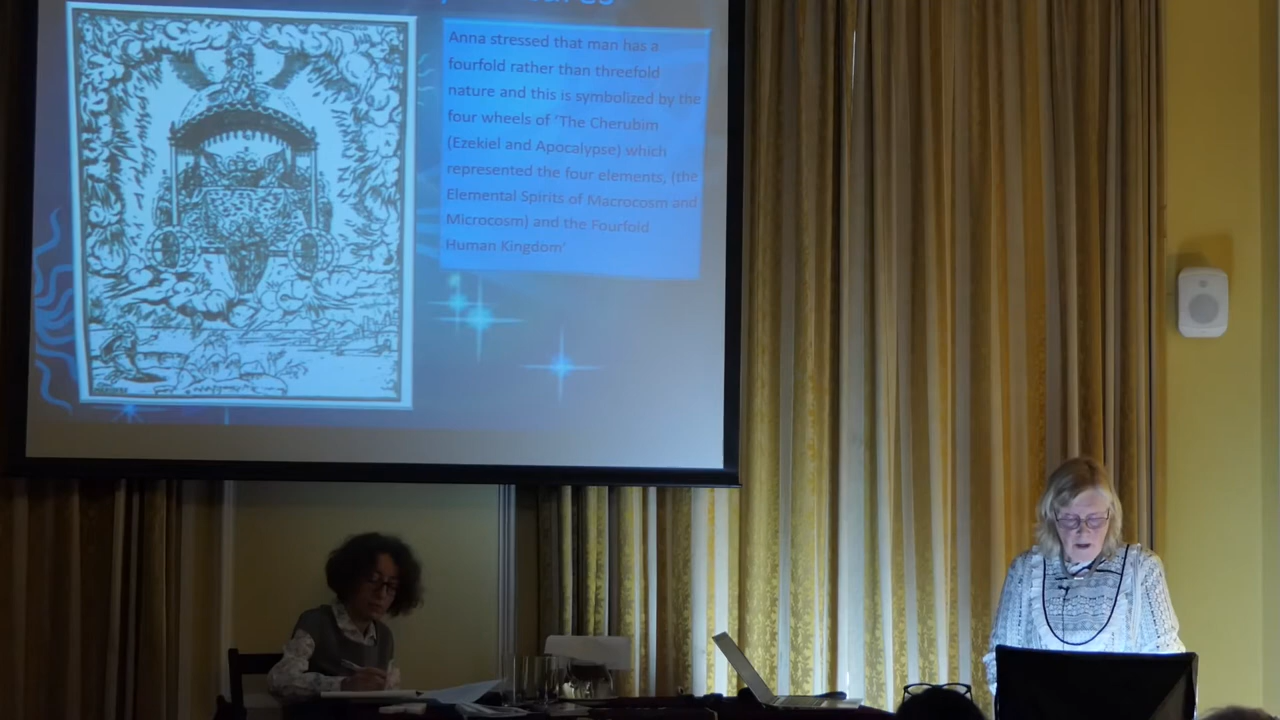 Anna stressed that man has a
fourfold rather than threefold
nature and this is symbolized by the
four wheels of ‘The Cherubim
(Ezekiel and Apocalypse) which
represented the four elements, (the
Elemental Spirits of Macrocosm and
Microcosm) and the Fourfold
Human Kingdom’